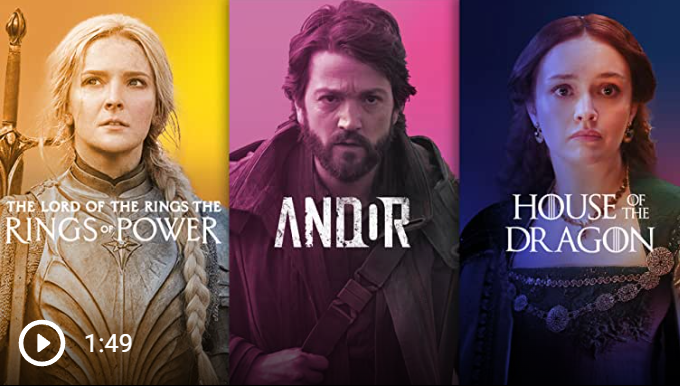 THE LORD OF THE RINGS THE
RINGS OF POWER
ANDOR
HOUSE OF THE
DRAGON
1:49